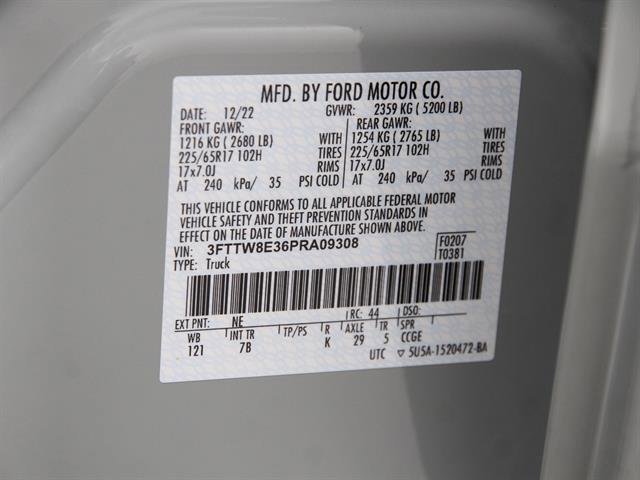 MFD. BY FORD MOTOR CO.
DATE: 12/22 GVWR: 2359 KG ( 5200 LB)
FRONT GAWR: REAR GAWR:
1216 KG ( 2680 LB) WITH 1254 KG ( 2765 LB) WITH
225/65R17 102H TIRES 225/65R17 102H TIRES
17x7.0J RIMS 17x7.0J RIMS
AT 240 kPa/ 35 PSI COLD AT 240 kPa/ 35 PSI COLD
THIS VEHICLE CONFORMS TO ALL APPLICABLE FEDERAL MOTOR
VEHICLE SAFETY AND THEFT PREVENTION STANDARDS IN
EFFECT ON THE DATE OF MANUFACTURE SHOWN ABOVE.
VIN: 3FTTW8E36PRA09308 F0207
TYPE: Truck T0381
EXT PNT: NE RC: 44 DSO:
WB INT TR TP/PS R AXLE TR SPR
121 7B K 29 5 CCGE
UTC ▽ 5U5A-1520472-BA